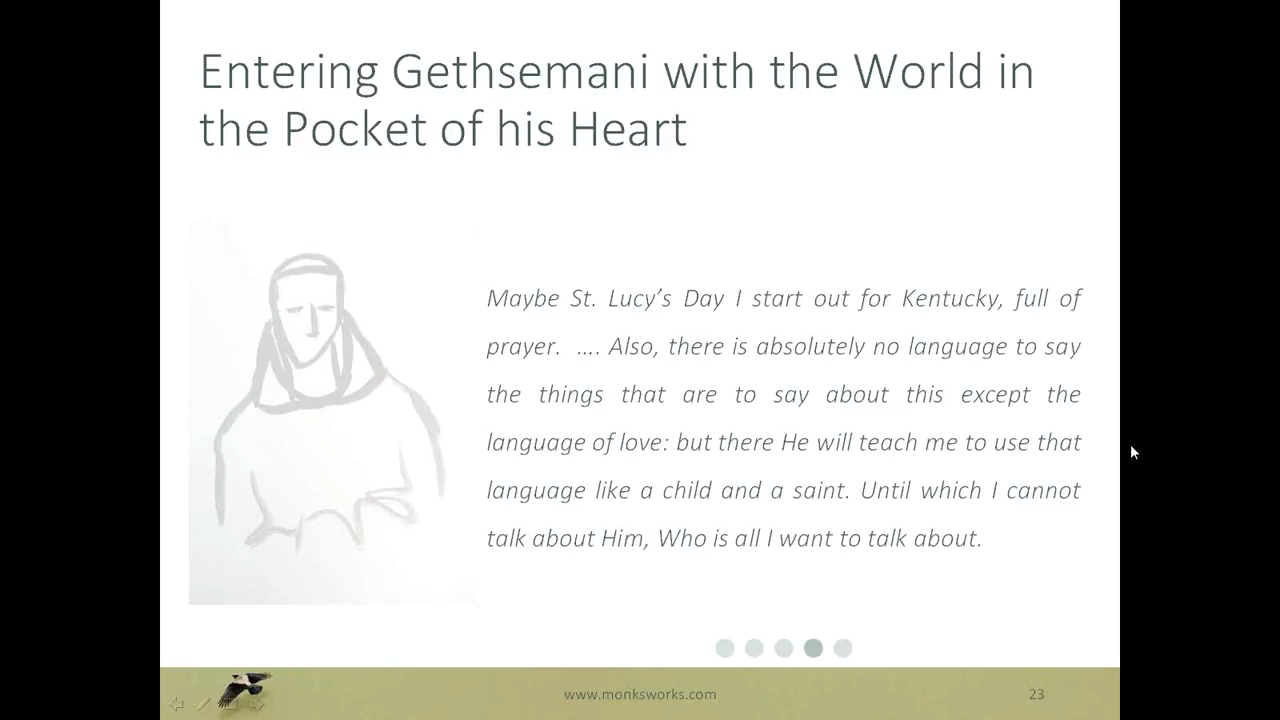 Entering Gethsemani with the World in
the Pocket of his Heart
Maybe St. Lucy’s Day I start out for Kentucky, full of
prayer.  …. Also, there is absolutely no language to say
the things that are to say about this except the
language of love: but there He will teach me to use that
language like a child and a saint. Until which I cannot
talk about Him, Who is all I want to talk about.
www.monksworks.com
23